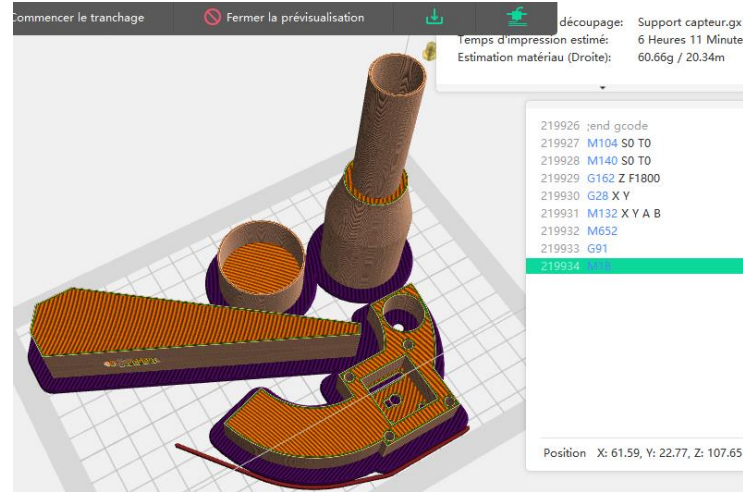 Commencer le tranchage
Fermer la prévisualisation
découpage: Support capteur.gx
Temps d'impression estimé: 6 Heures 11 Minute
Estimation matériau (Droite): 60.66g / 20.34m
219926 ;end gcode
219927 M104 S0 T0
219928 M140 S0 T0
219929 G162 Z F1800
219930 G28 X Y
219931 M132 X Y A B
219932 M652
219933 G91
219934 M18
Position X: 61.59, Y: 22.77, Z: 107.65